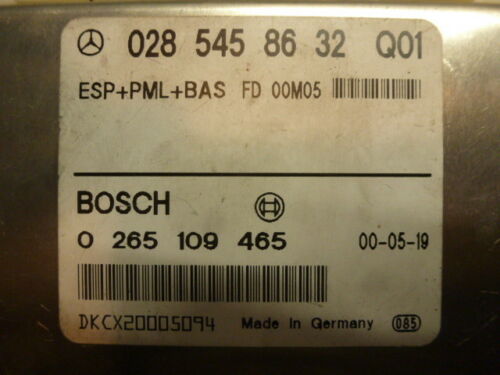 028 545 86 32 Q01
ESP+PML+BAS FD 00M05
BOSCH
0 265 109 465 00-05-19
DKCX20005094 Made In Germany 085